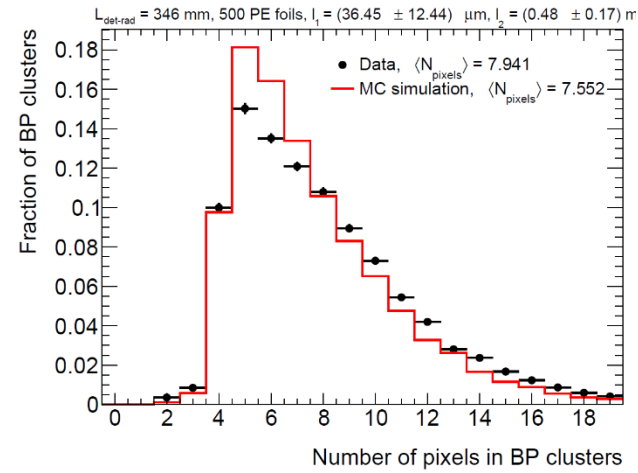 L_det-rad = 346 mm, 500 PE foils, l_1 = (36.45 ± 12.44) μm, l_2 = (0.48 ± 0.17) m
Fraction of BP clusters
0.18
0.16
0.14
0.12
0.1
0.08
0.06
0.04
0.02
0
Data, ⟨N_pixels⟩ = 7.941
MC simulation, ⟨N_pixels⟩ = 7.552
0 2 4 6 8 10 12 14 16 18
Number of pixels in BP clusters